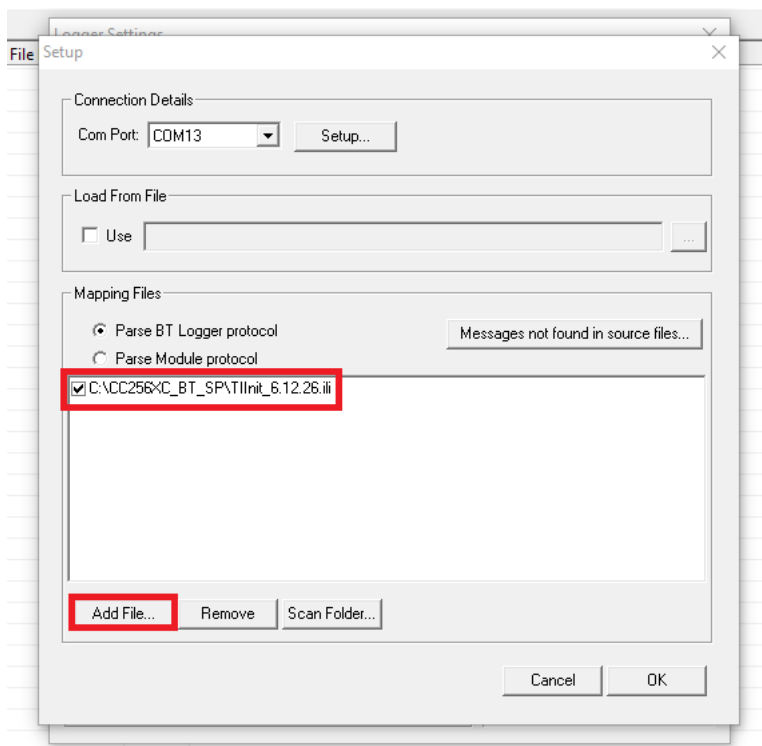 Logger Settings
File
Setup
Connection Details
Com Port: COM13
Setup...
Load From File
Use
...
Mapping Files
Parse BT Logger protocol
Messages not found in source files...
Parse Module protocol
C:\CC256XC_BT_SP\TIInit_6.12.26.ili
Add File...
Remove
Scan Folder...
Cancel
OK